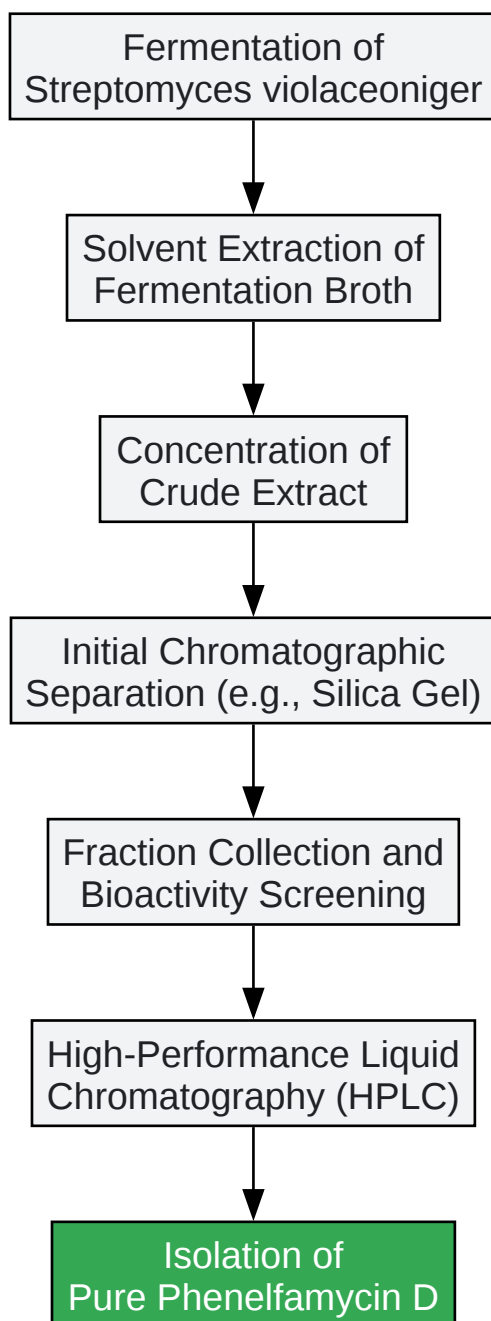 Fermentation of
Streptomyces violaceoniger
Solvent Extraction of
Fermentation Broth
Concentration of
Crude Extract
Initial Chromatographic
Separation (e.g., Silica Gel)
Fraction Collection and
Bioactivity Screening
High-Performance Liquid
Chromatography (HPLC)
Isolation of
Pure Phenelfamycin D